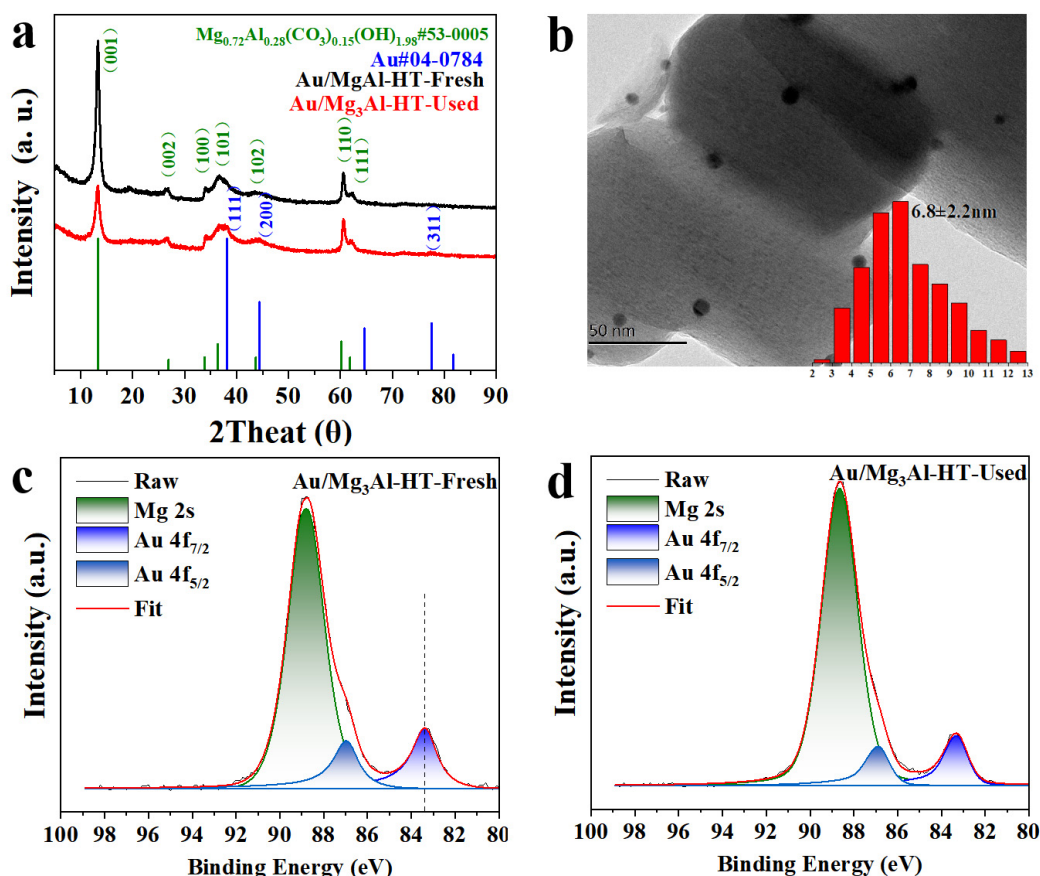 a
Mg0.72Al0.28(CO3)0.15(OH)1.98#53-0005
Au#04-0784
Au/MgAl-HT-Fresh
Au/Mg3Al-HT-Used
(001)
(002)
(100)
(101)
(102)
(110)
(111)
(111)
(200)
(311)
Intensity (a. u.)
10 20 30 40 50 60 70 80 90
2Theat (θ)
b
6.8±2.2nm
50 nm
2 3 4 5 6 7 8 9 10 11 12 13
c
Raw
Mg 2s
Au 4f7/2
Au 4f5/2
Fit
Au/Mg3Al-HT-Fresh
Intensity (a.u.)
100 98 96 94 92 90 88 86 84 82 80
Binding Energy (eV)
d
Raw
Mg 2s
Au 4f7/2
Au 4f5/2
Fit
Au/Mg3Al-HT-Used
Intensity (a.u.)
100 98 96 94 92 90 88 86 84 82 80
Binding Energy (eV)